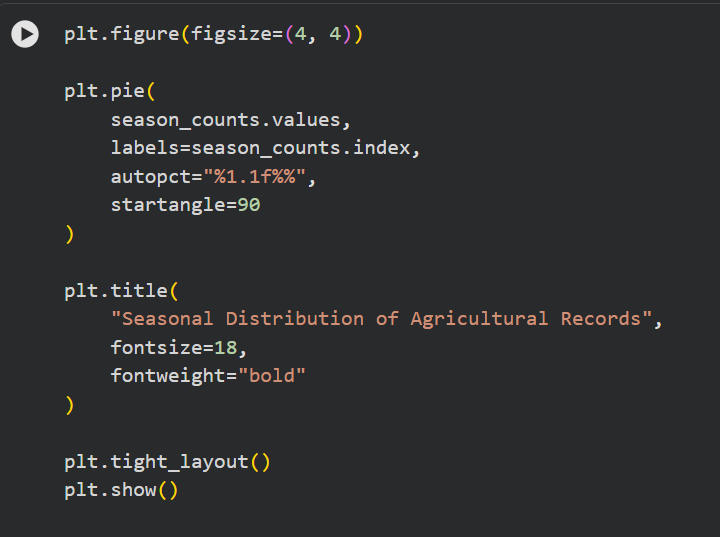 plt.figure(figsize=(4, 4))
plt.pie(
    season_counts.values,
    labels=season_counts.index,
    autopct="%1.1f%%",
    startangle=90
)
plt.title(
    "Seasonal Distribution of Agricultural Records",
    fontsize=18,
    fontweight="bold"
)
plt.tight_layout()
plt.show()